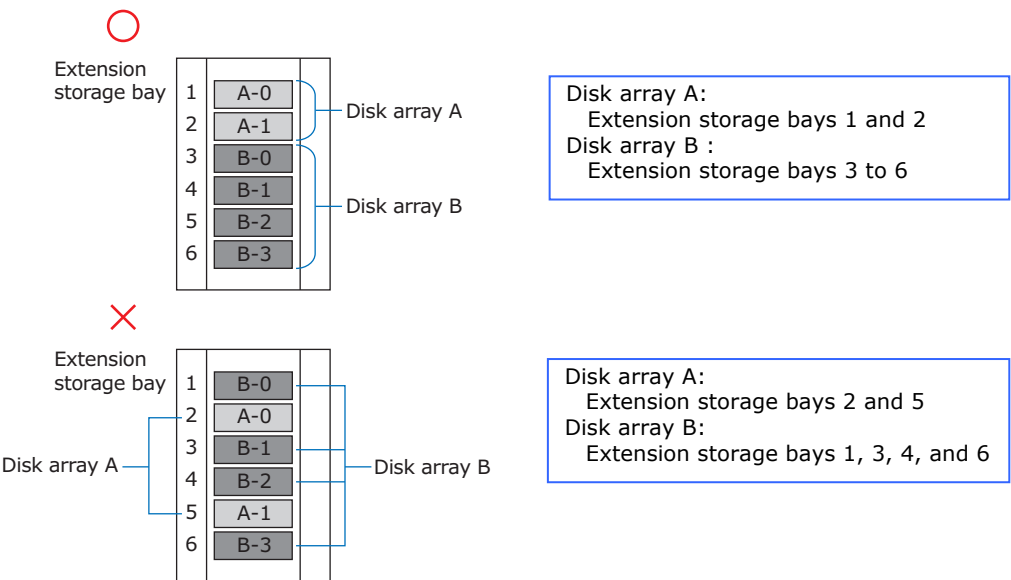 Extension
storage bay
1
A-0
2
A-1
3
B-0
4
B-1
5
B-2
6
B-3
Disk array A
Disk array B
Disk array A:
Extension storage bays 1 and 2
Disk array B :
Extension storage bays 3 to 6
Extension
storage bay
1
B-0
2
A-0
3
B-1
4
B-2
5
A-1
6
B-3
Disk array A
Disk array B
Disk array A:
Extension storage bays 2 and 5
Disk array B:
Extension storage bays 1, 3, 4, and 6